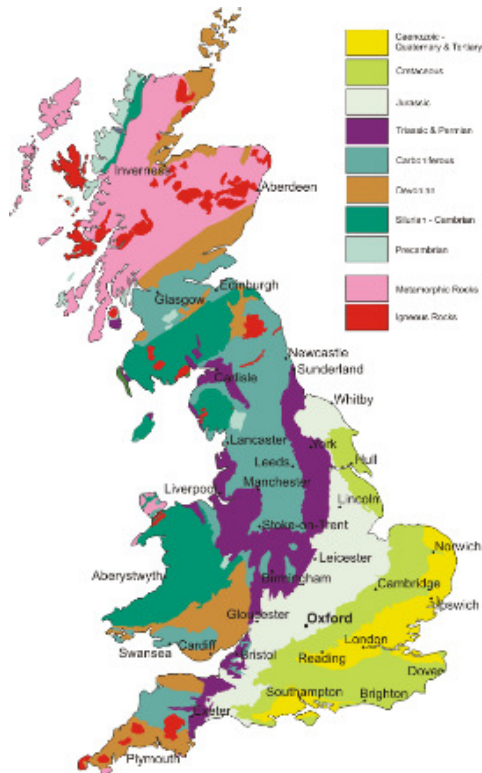 Caenozoic -
Quaternary & Tertiary
Cretaceous
Jurassic
Triassic & Permian
Carboniferous
Devonian
Silurian - Cambrian
Precambrian
Metamorphic Rocks
Igneous Rocks
Inverness
Aberdeen
Glasgow
Edinburgh
Newcastle
Sunderland
Carlisle
Whitby
Lancaster
York
Leeds
Hull
Manchester
Liverpool
Lincoln
Stoke-on-Trent
Leicester
Norwich
Birmingham
Aberystwyth
Cambridge
Ipswich
Gloucester
Oxford
London
Swansea
Cardiff
Bristol
Reading
Dover
Southampton
Brighton
Exeter
Plymouth